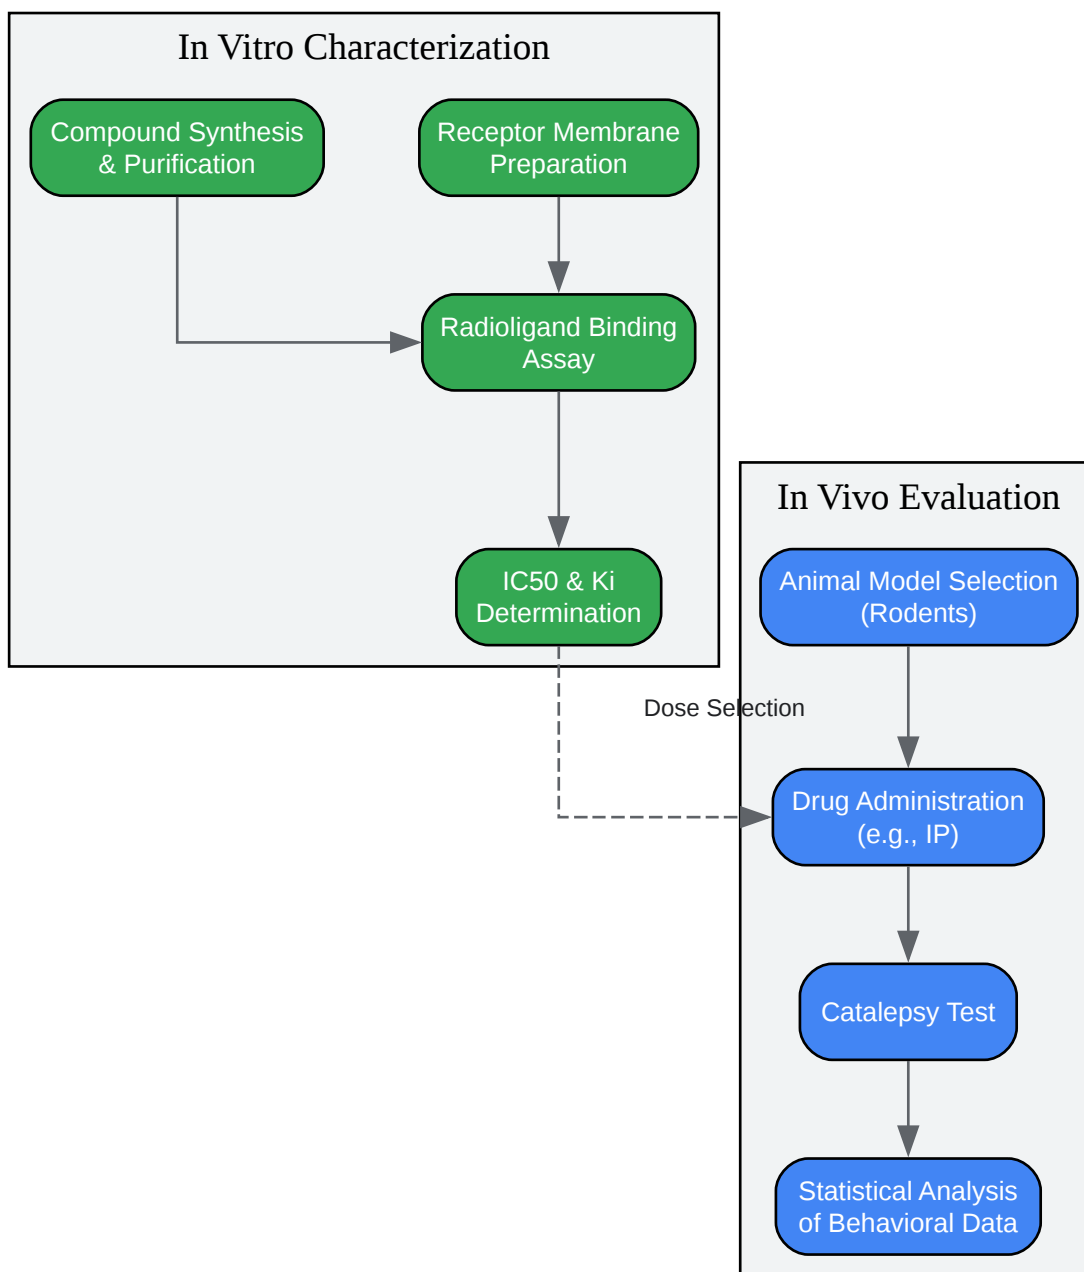 In Vitro Characterization
Compound Synthesis
& Purification
Receptor Membrane
Preparation
Radioligand Binding
Assay
IC50 & Ki
Determination
Dose Selection
In Vivo Evaluation
Animal Model Selection
(Rodents)
Drug Administration
(e.g., IP)
Catalepsy Test
Statistical Analysis
of Behavioral Data